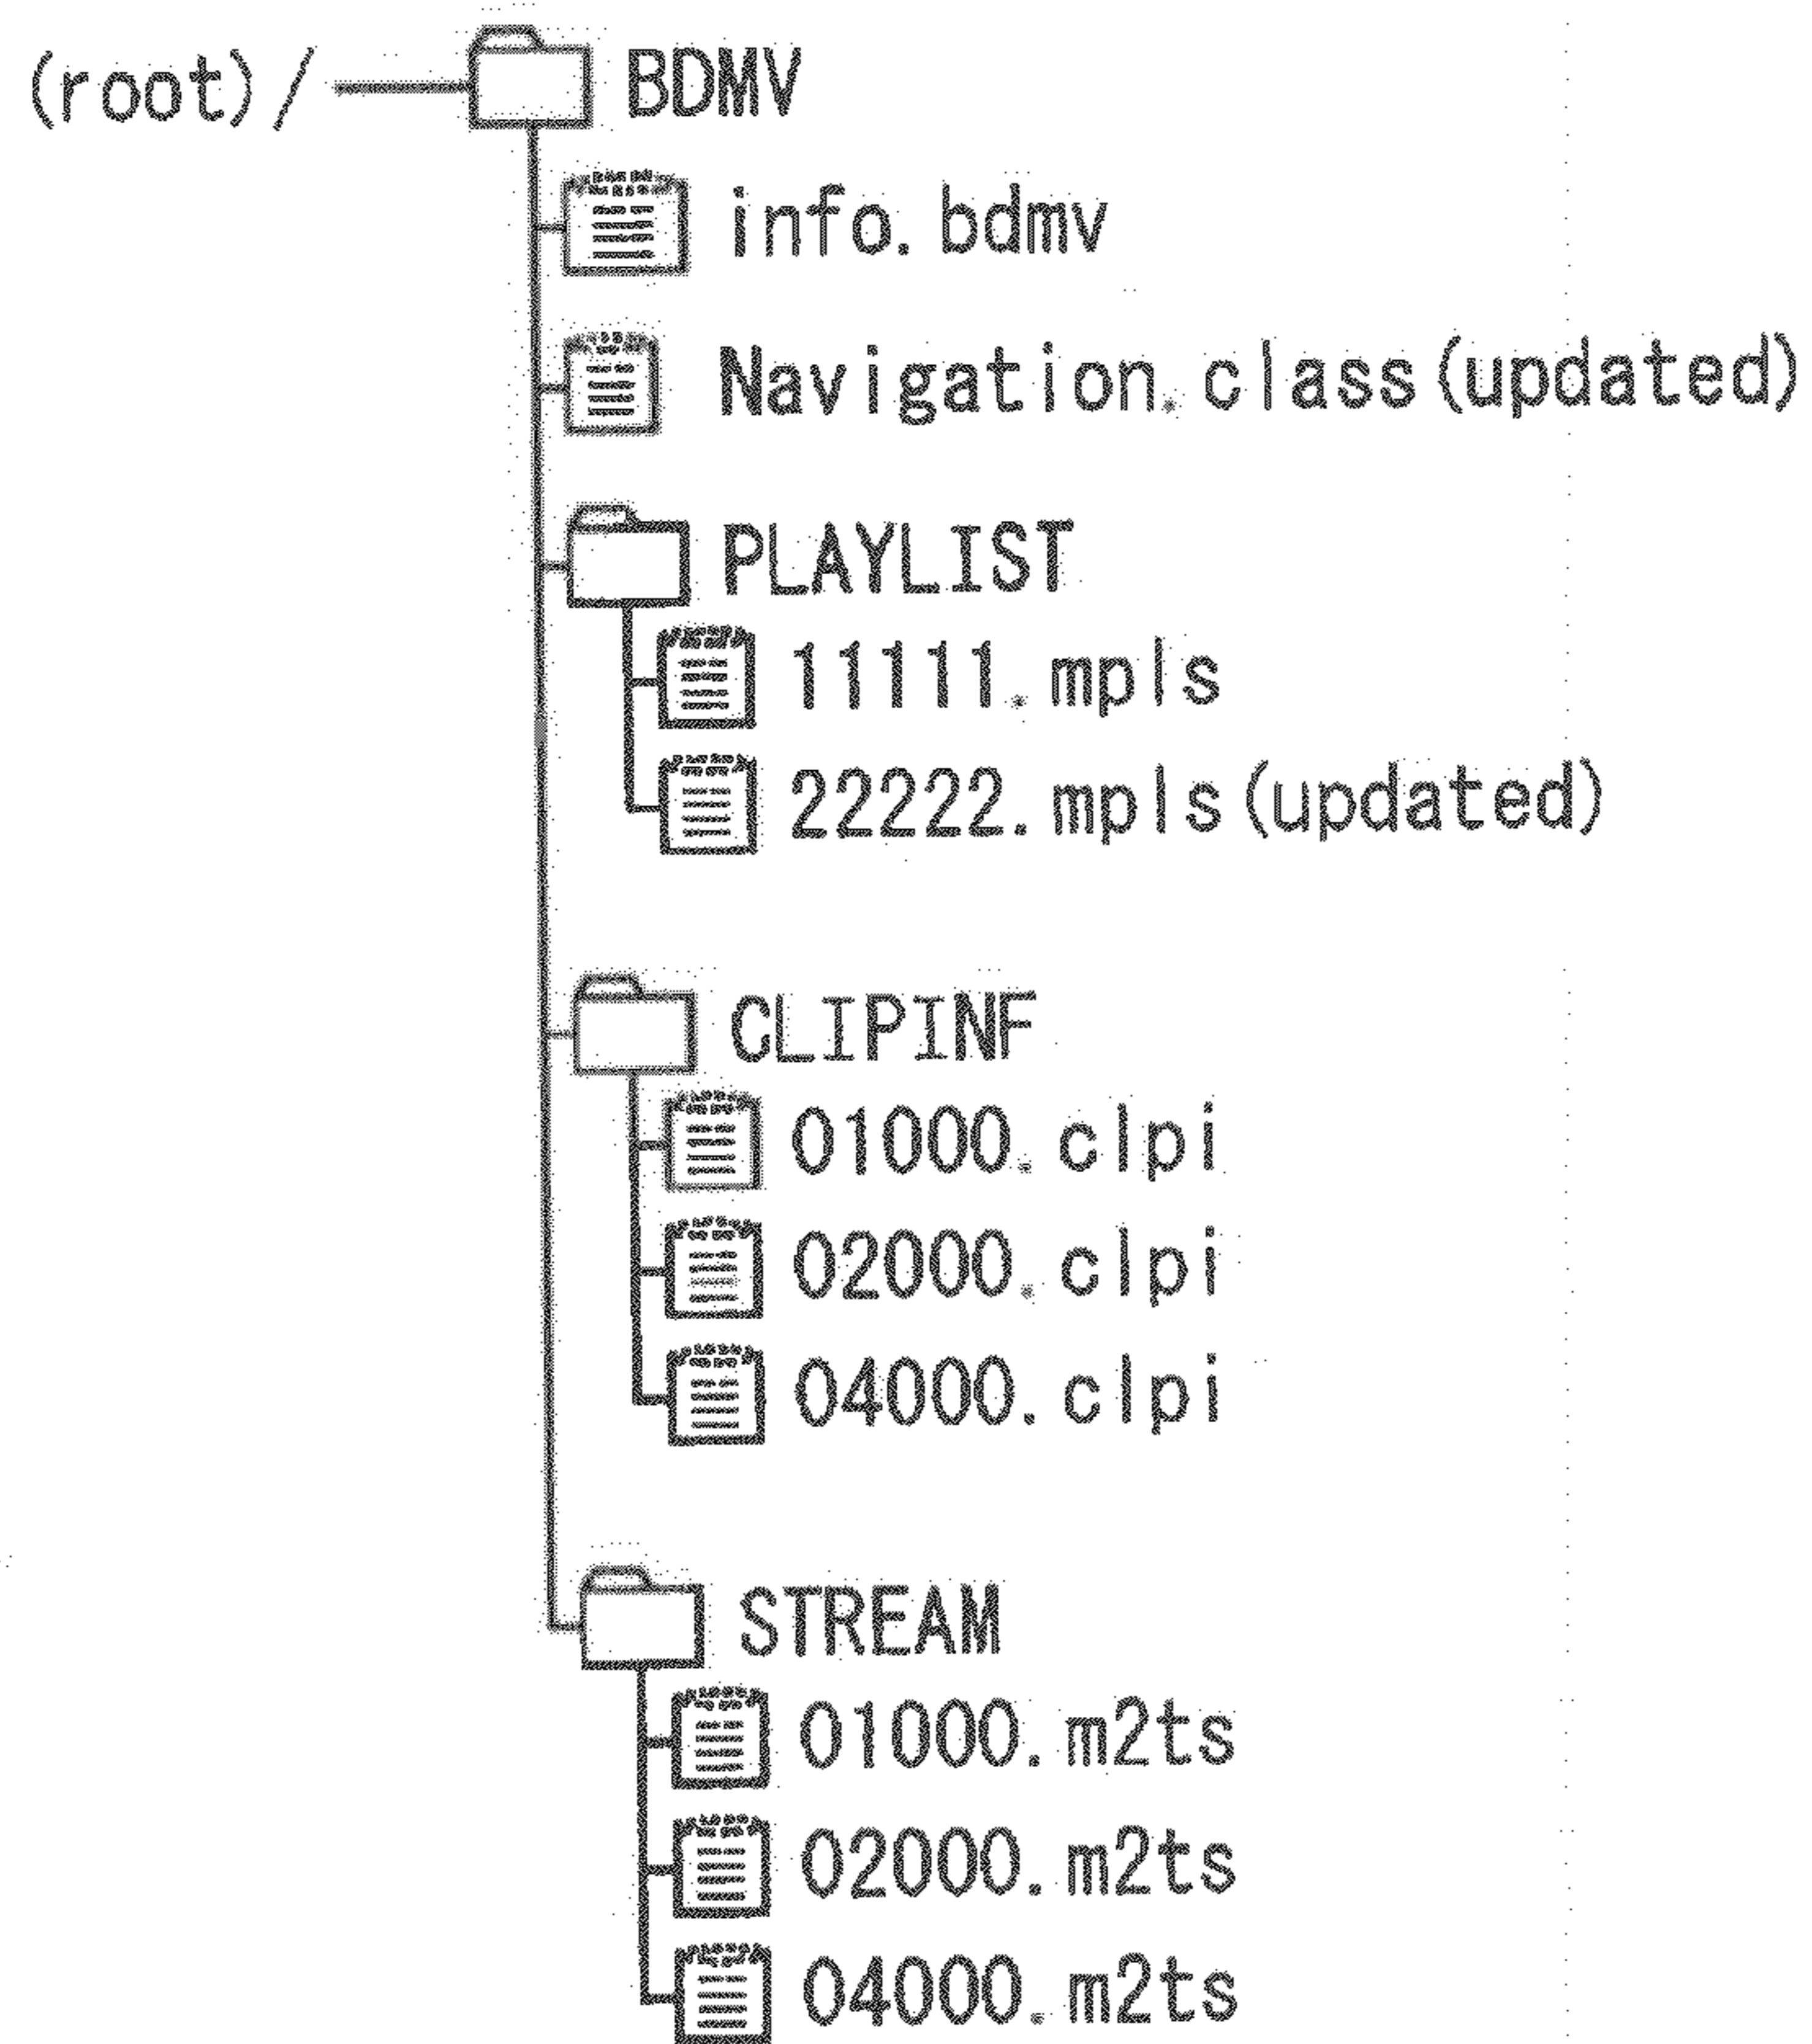 (root)/ BDMV
info.bdmv
Navigation.class(updated)
PLAYLIST
11111.mpls
22222.mpls(updated)
CLIPINF
01000.clpi
02000.clpi
04000.clpi
STREAM
01000.m2ts
02000.m2ts
04000.m2ts